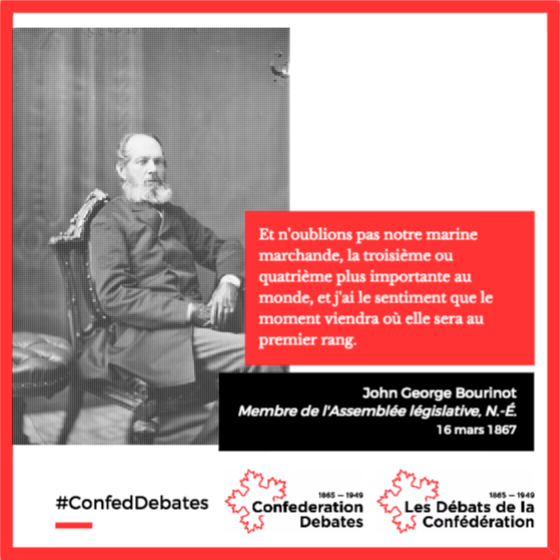 Et n'oublions pas notre marine
marchande, la troisième ou
quatrième plus importante au
monde, et j'ai le sentiment que le
moment viendra où elle sera au
premier rang.
John George Bourinot
Membre de l'Assemblée législative, N.-É.
16 mars 1867
#ConfedDebates
1865 — 1949
Confederation
Debates
1865 — 1949
Les Débats de la
Confédération